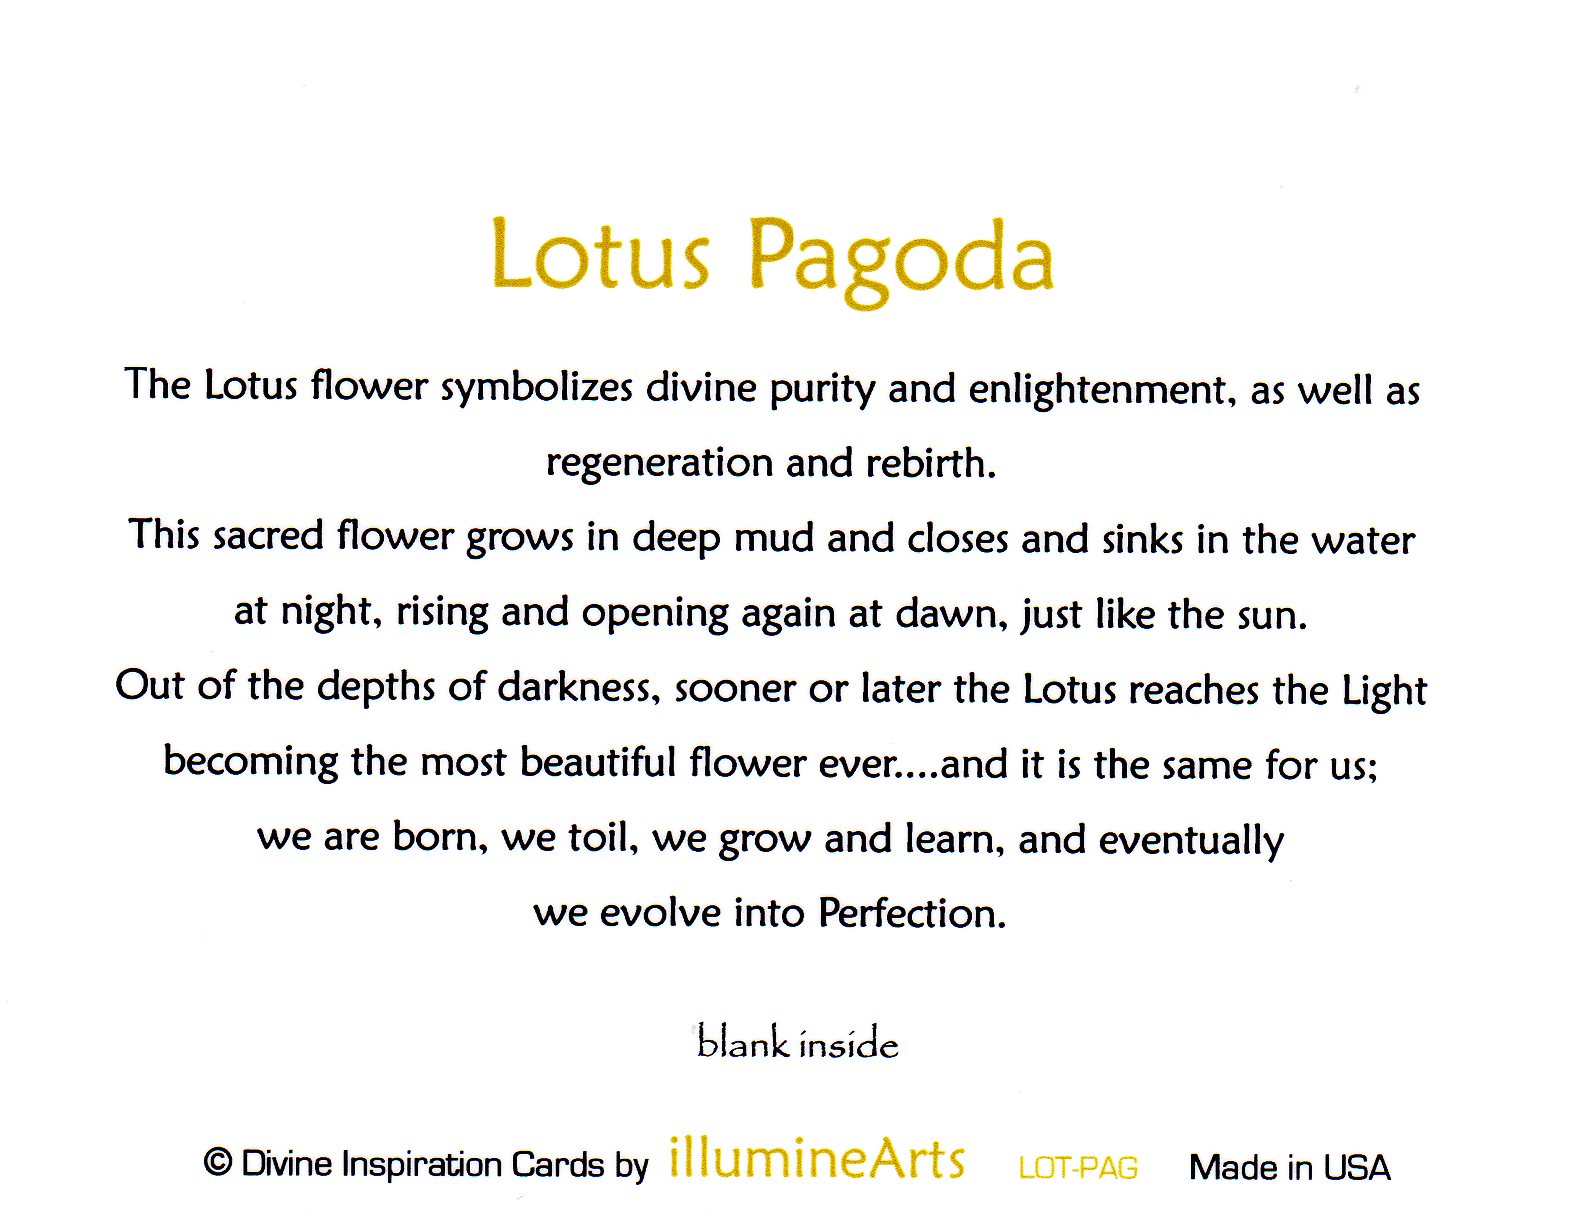 Lotus Pagoda
The Lotus flower symbolizes divine purity and enlightenment, as well as
regeneration and rebirth.
This sacred flower grows in deep mud and closes and sinks in the water
at night, rising and opening again at dawn, just like the sun.
Out of the depths of darkness, sooner or later the Lotus reaches the Light
becoming the most beautiful flower ever....and it is the same for us;
we are born, we toil, we grow and learn, and eventually
we evolve into Perfection.
blank inside
© Divine Inspiration Cards by illumineArts LOT-PAG Made in USA